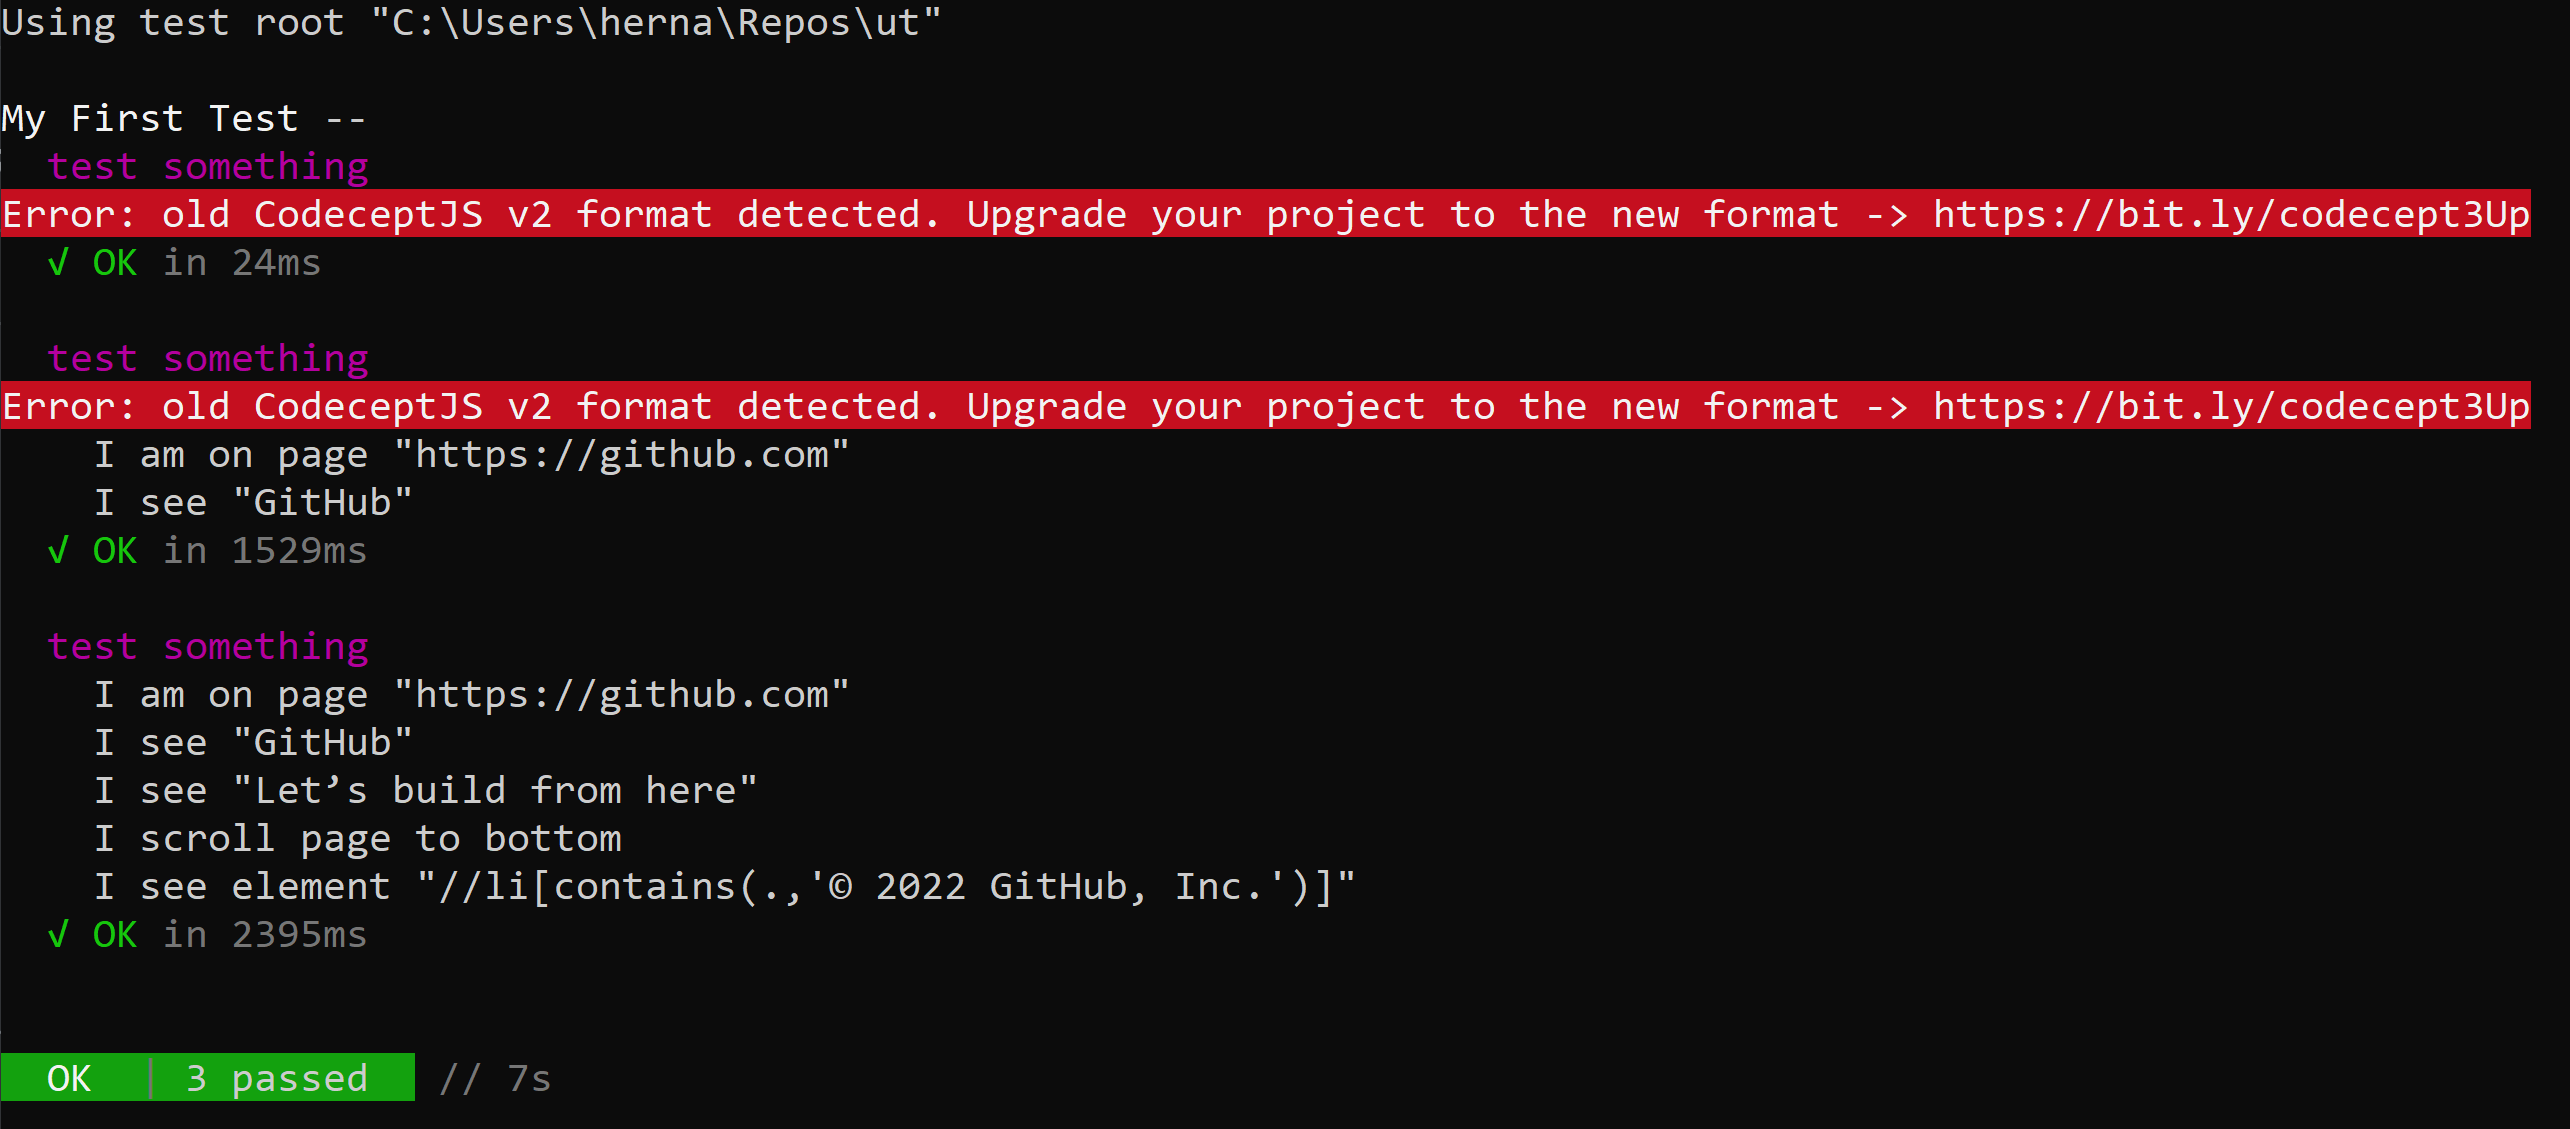 Using test root "C:\Users\herna\Repos\ut"
My First Test --
test something
Error: old CodeceptJS v2 format detected. Upgrade your project to the new format -> https://bit.ly/codecept3Up
√ OK in 24ms
test something
Error: old CodeceptJS v2 format detected. Upgrade your project to the new format -> https://bit.ly/codecept3Up
I am on page "https://github.com"
I see "GitHub"
√ OK in 1529ms
test something
I am on page "https://github.com"
I see "GitHub"
I see "Let’s build from here"
I scroll page to bottom
I see element "//li[contains(.,'© 2022 GitHub, Inc.')]"
√ OK in 2395ms
OK | 3 passed // 7s